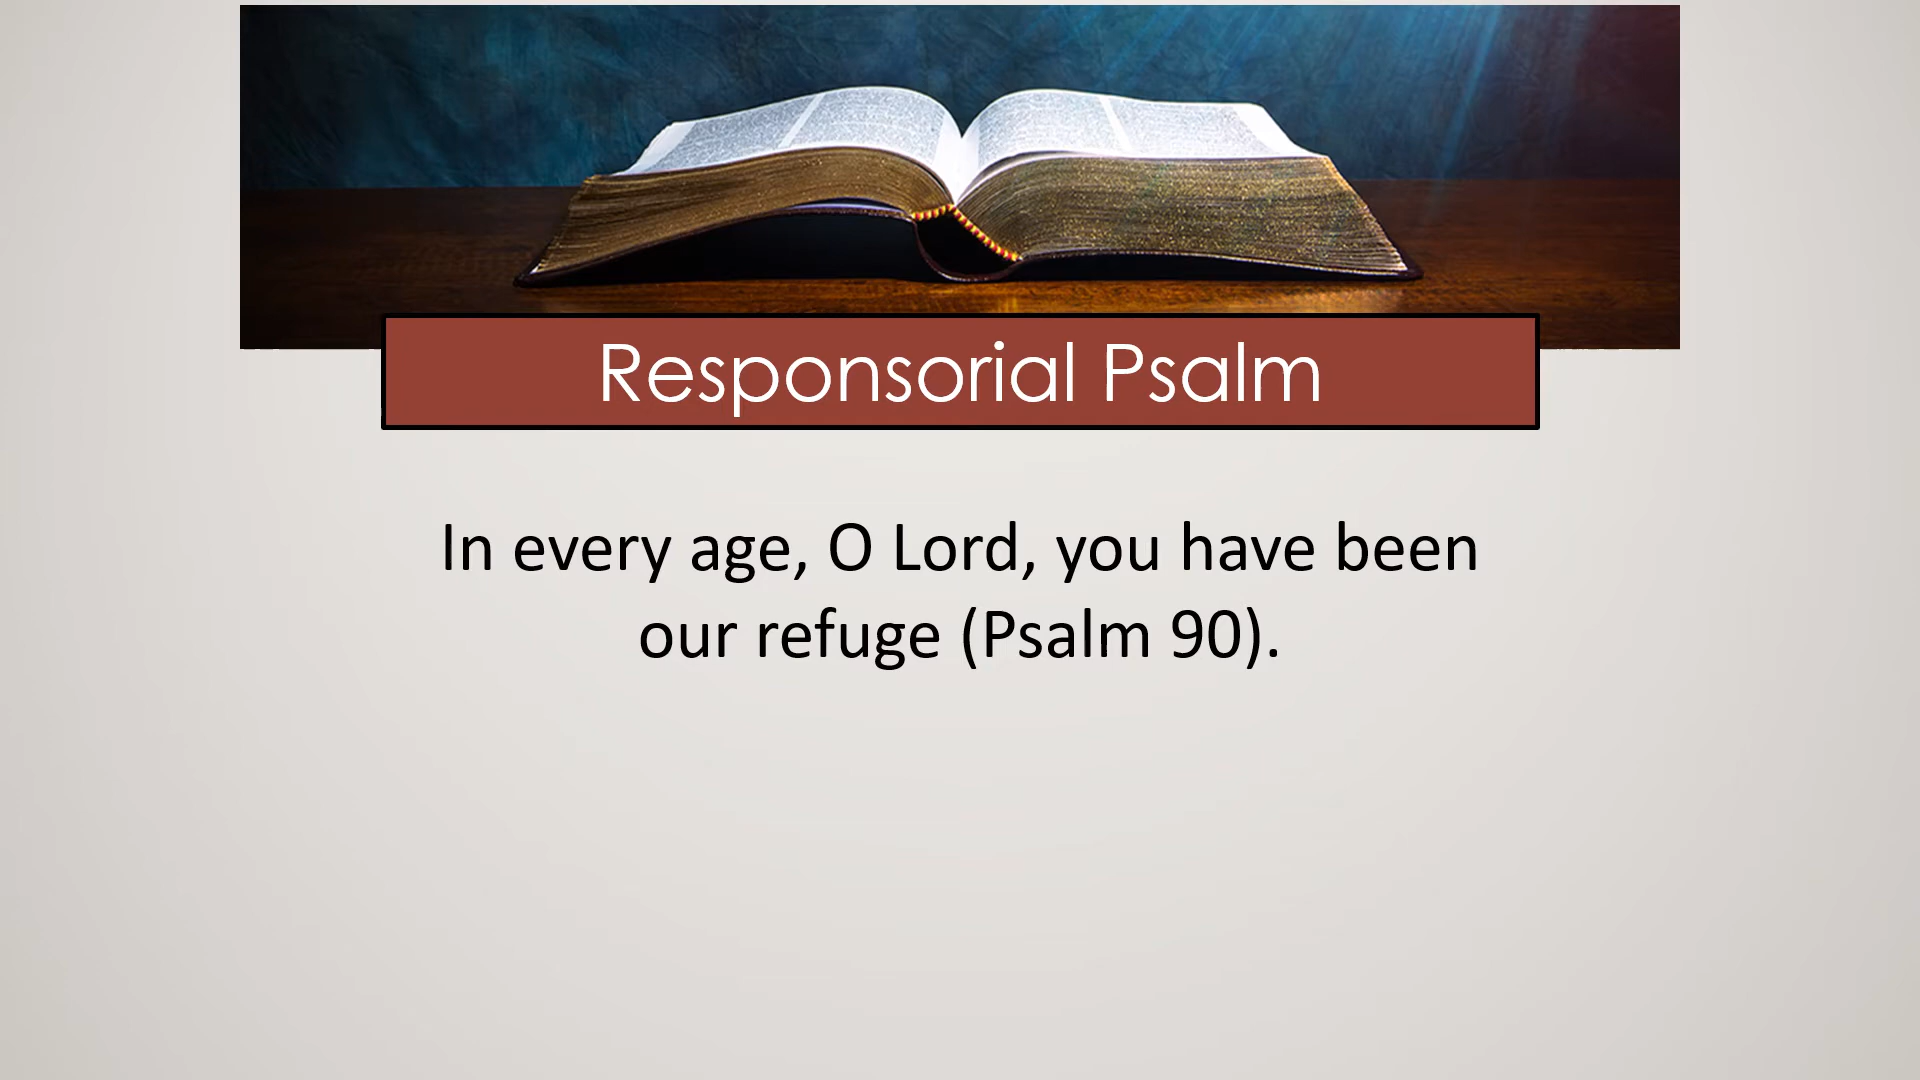 Responsorial Psalm
In every age, O Lord, you have been
our refuge (Psalm 90).